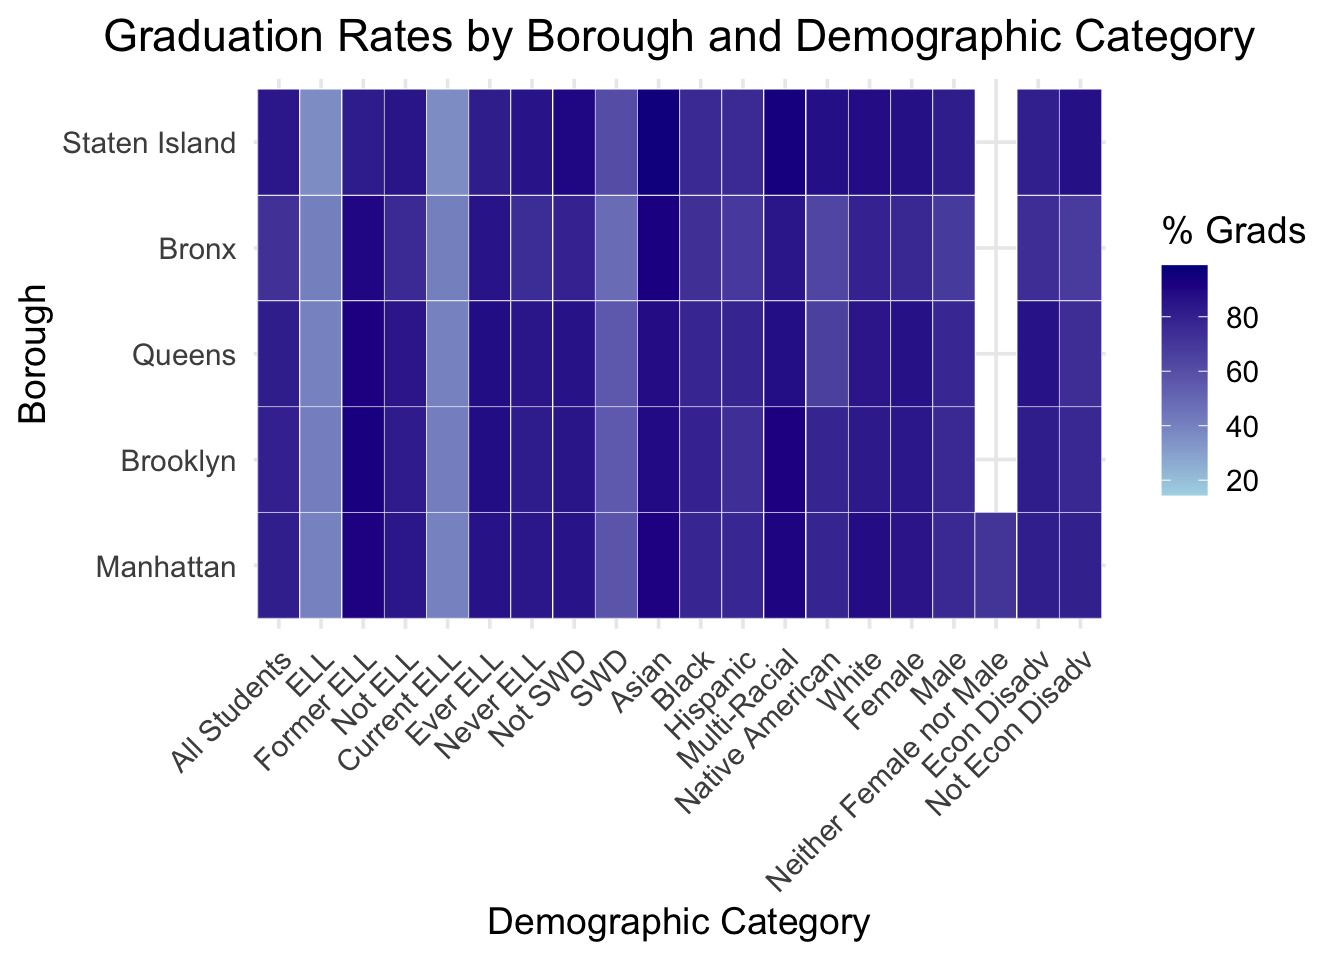 Graduation Rates by Borough and Demographic Category
Borough
Staten Island
Bronx
Queens
Brooklyn
Manhattan
% Grads
80
60
40
20
All Students
ELL
Former ELL
Not ELL
Current ELL
Ever ELL
Never ELL
Not SWD
SWD
Asian
Black
Hispanic
Multi-Racial
Native American
White
Female
Male
Neither Female nor Male
Econ Disadv
Not Econ Disadv
Demographic Category